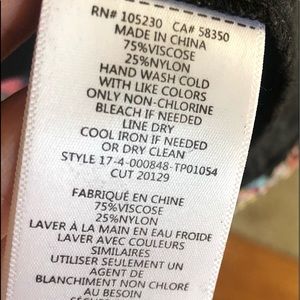 RN# 105230 CA# 58350
MADE IN CHINA
75%VISCOSE
25%NYLON
HAND WASH COLD
WITH LIKE COLORS
ONLY NON-CHLORINE
BLEACH IF NEEDED
LINE DRY
COOL IRON IF NEEDED
OR DRY CLEAN
STYLE 17-4-000848-TP01054
CUT 20129
FABRIQUÉ EN CHINE
75%VISCOSE
25%NYLON
LAVER À LA MAIN EN EAU FROIDE
LAVER AVEC COULEURS
SIMILAIRES
UTILISER SEULEMENT UN
AGENT DE
BLANCHIMENT NON CHLORÉ
AU BESOIN